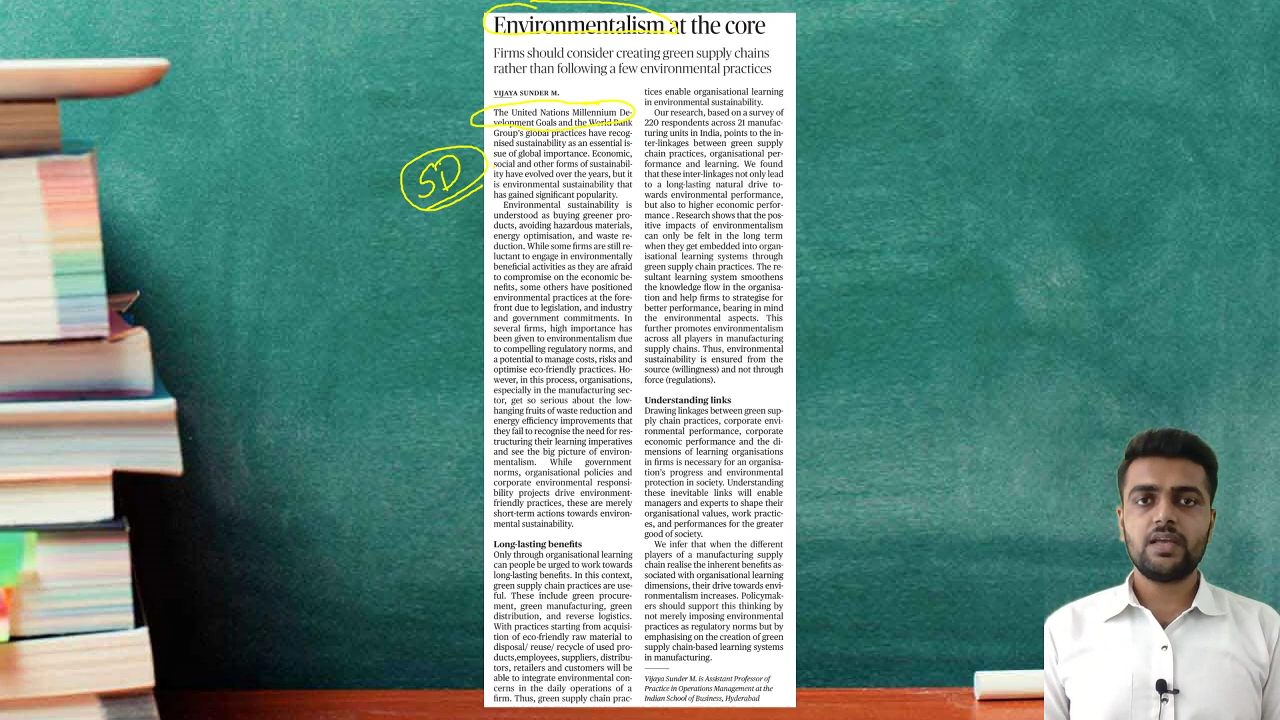 Environmentalism at the core
Firms should consider creating green supply chains
rather than following a few environmental practices
VIJAYA SUNDER M.
The United Nations Millennium De-
velopment Goals and the World Bank
Group's global practices have recog-
nised sustainability as an essential is-
sue of global importance. Economic,
social and other forms of sustainabil-
ity have evolved over the years, but it
is environmental sustainability that
has gained significant popularity.
Environmental sustainability is
understood as buying greener pro-
ducts, avoiding hazardous materials,
energy optimisation, and waste re-
duction. While some firms are still re-
luctant to engage in environmentally
beneficial activities as they are afraid
to compromise on the economic be-
nefits, some others have positioned
environmental practices at the fore-
front due to legislation, and industry
and government commitments. In
several firms, high importance has
been given to environmentalism due
to compelling regulatory norms, and
a potential to manage costs, risks and
optimise eco-friendly practices. Ho-
wever, in this process, organisations,
especially in the manufacturing sec-
tor, get so serious about the low-
hanging fruits of waste reduction and
energy efficiency improvements that
they fail to recognise the need for res-
tructuring their learning imperatives
and see the big picture of environ-
mentalism. While government
norms, organisational policies and
corporate environmental responsi-
bility projects drive environment-
friendly practices, these are merely
short-term actions towards environ-
mental sustainability.
Long-lasting benefits
Only through organisational learning
can people be urged to work towards
long-lasting benefits. In this context,
green supply chain practices are use-
ful. These include green procure-
ment, green manufacturing, green
distribution, and reverse logistics.
With practices starting from acquisi-
tion of eco-friendly raw material to
disposal/ reuse/ recycle of used pro-
ducts,employees, suppliers, distribu-
tors, retailers and customers will be
able to integrate environmental con-
cerns in the daily operations of a
firm. Thus, green supply chain prac-
tices enable organisational learning
in environmental sustainability.
Our research, based on a survey of
220 respondents across 21 manufac-
turing units in India, points to the in-
ter-linkages between green supply
chain practices, organisational per-
formance and learning. We found
that these inter-linkages not only lead
to a long-lasting natural drive to-
wards environmental performance,
but also to higher economic perfor-
mance . Research shows that the pos-
itive impacts of environmentalism
can only be felt in the long term
when they get embedded into organ-
isational learning systems through
green supply chain practices. The re-
sultant learning system smoothens
the knowledge flow in the organisa-
tion and help firms to strategise for
better performance, bearing in mind
the environmental aspects. This
further promotes environmentalism
across all players in manufacturing
supply chains. Thus, environmental
sustainability is ensured from the
source (willingness) and not through
force (regulations).
Understanding links
Drawing linkages between green sup-
ply chain practices, corporate envi-
ronmental performance, corporate
economic performance and the di-
mensions of learning organisations
in firms is necessary for an organisa-
tion's progress and environmental
protection in society. Understanding
these inevitable links will enable
managers and experts to shape their
organisational values, work practic-
es, and performances for the greater
good of society.
We infer that when the different
players of a manufacturing supply
chain realise the inherent benefits as-
sociated with organisational learning
dimensions, their drive towards envi-
ronmentalism increases. Policymak-
ers should support this thinking by
not merely imposing environmental
practices as regulatory norms but by
emphasising on the creation of green
supply chain-based learning systems
in manufacturing.
Vijaya Sunder M. is Assistant Professor of
Practice in Operations Management at the
Indian School of Business, Hyderabad
SD